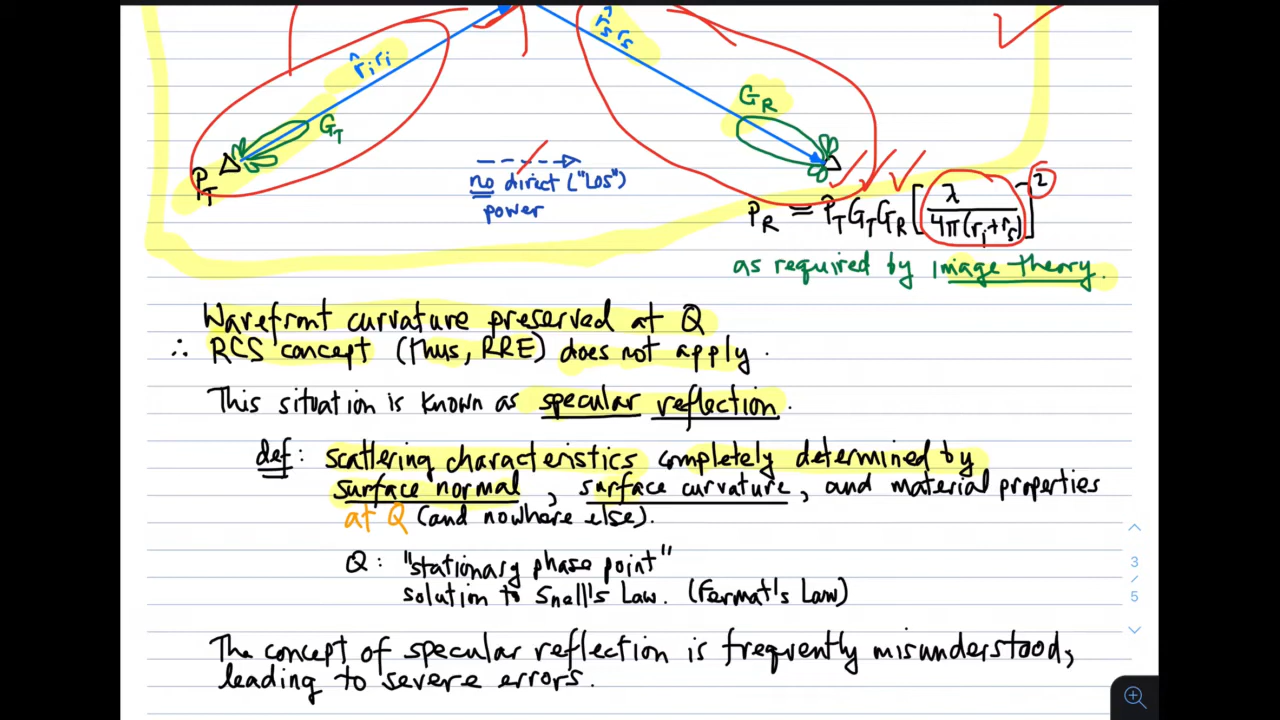 r̂ᵢrᵢ
r̂ₛrₛ
G_T
G_R
P_T
no direct ("LOS")
power
P_R = P_T G_T G_R [λ / 4π(rᵢ+rₛ)]²
as required by image theory.
Wavefront curvature preserved at Q
∴ RCS concept (thus, RRE) does not apply.
This situation is known as specular reflection.
def: scattering characteristics completely determined by
surface normal, surface curvature, and material properties
at Q (and nowhere else).
Q: "stationary phase point"
solution to Snell's Law. (Fermat's Law)
3
/
5
The concept of specular reflection is frequently misunderstood,
leading to severe errors.